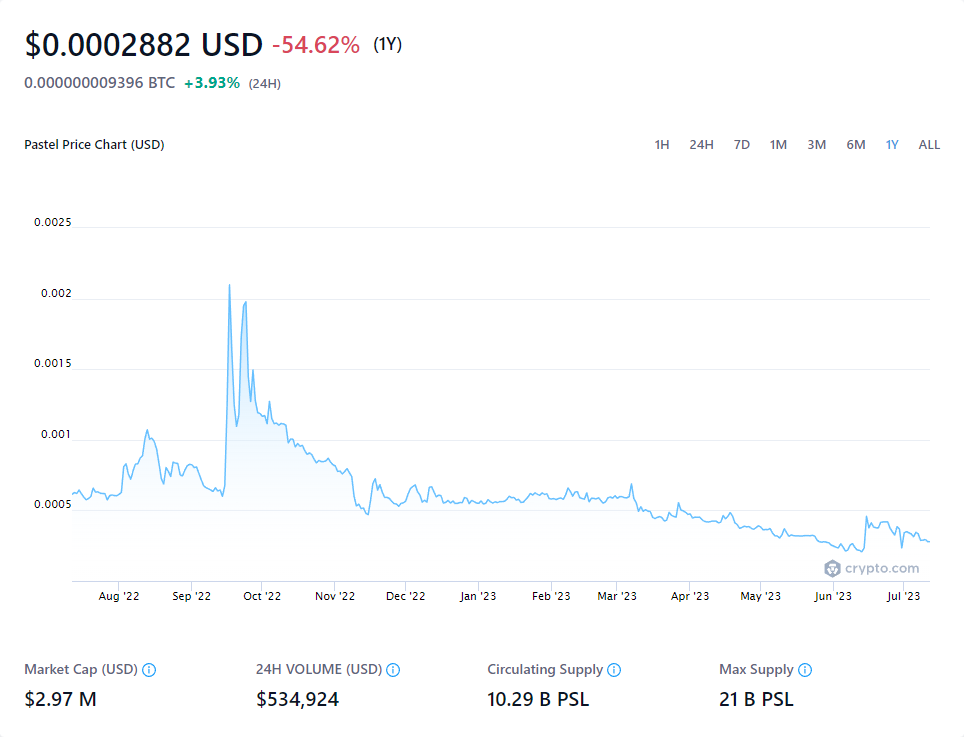 $0.0002882 USD -54.62% (1Y)
0.000000009396 BTC +3.93% (24H)
Pastel Price Chart (USD) 1H 24H 7D 1M 3M 6M 1Y ALL
0.0025
0.002
0.0015
0.001
0.0005
crypto.com
Aug '22 Sep '22 Oct '22 Nov '22 Dec '22 Jan '23 Feb '23 Mar '23 Apr '23 May '23 Jun '23 Jul '23
Market Cap (USD) 24H VOLUME (USD) Circulating Supply Max Supply
$2.97 M $534,924 10.29 B PSL 21 B PSL